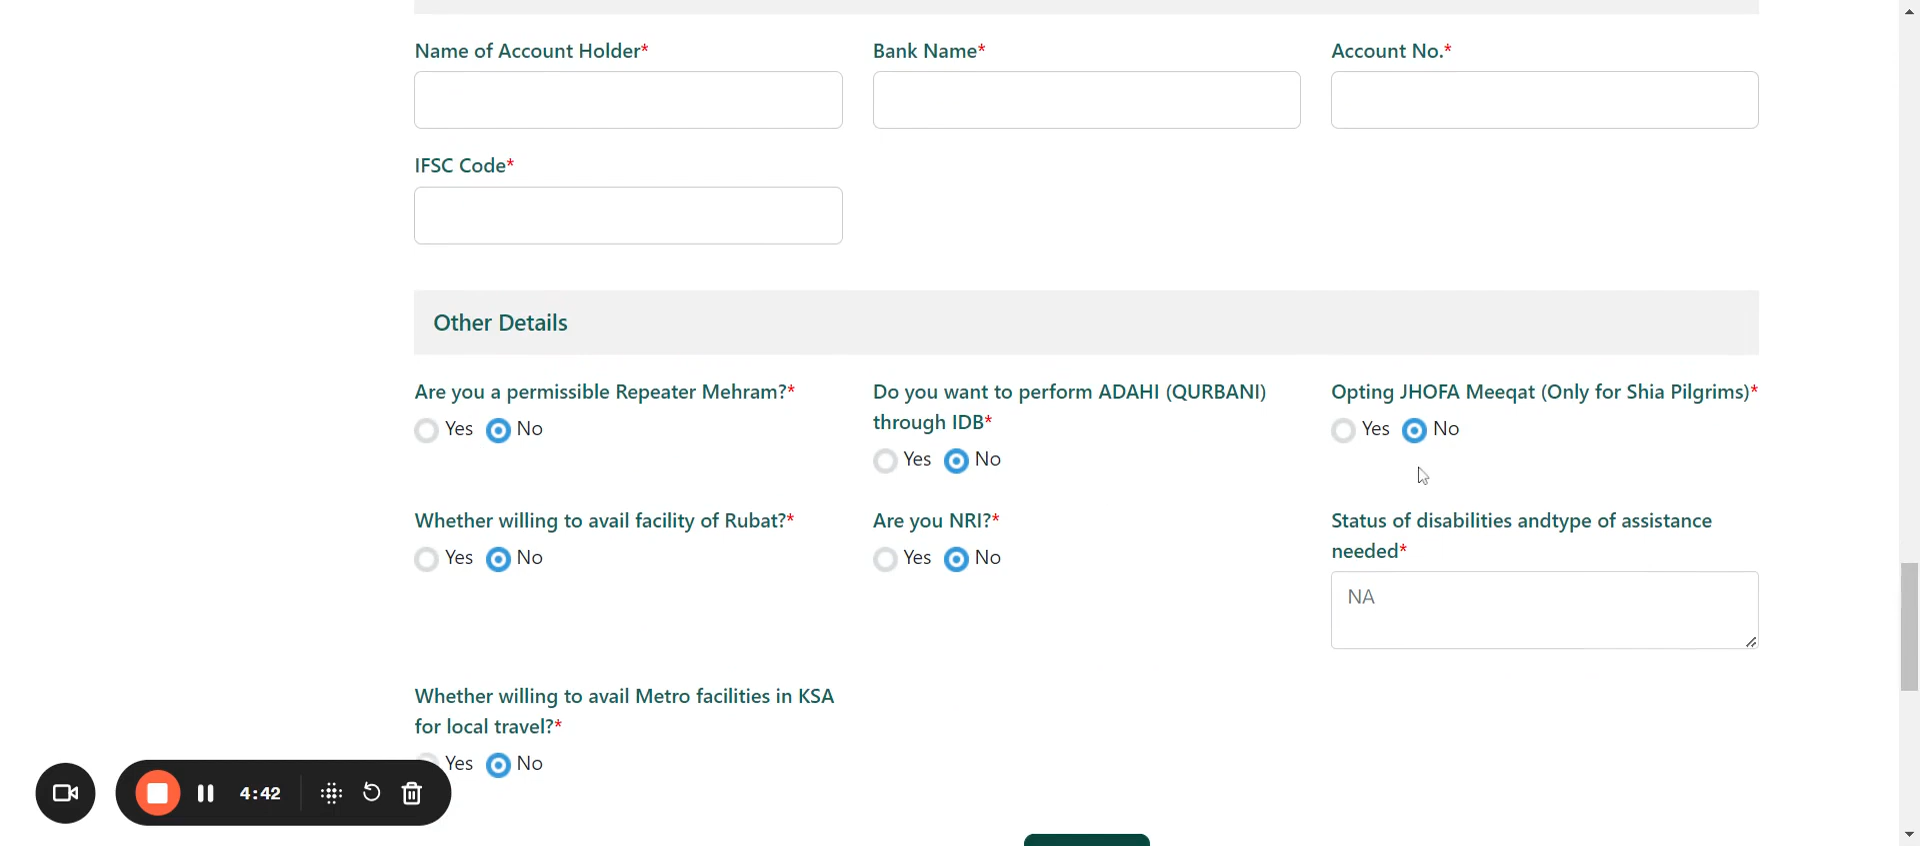 Name of Account Holder*
Bank Name*
Account No.*
IFSC Code*
Other Details
Are you a permissible Repeater Mehram?*
Yes No
Do you want to perform ADAHI (QURBANI)
through IDB*
Yes No
Opting JHOFA Meeqat (Only for Shia Pilgrims)*
Yes No
Whether willing to avail facility of Rubat?*
Yes No
Are you NRI?*
Yes No
Status of disabilities andtype of assistance
needed*
NA
Whether willing to avail Metro facilities in KSA
for local travel?*
Yes No
4:42